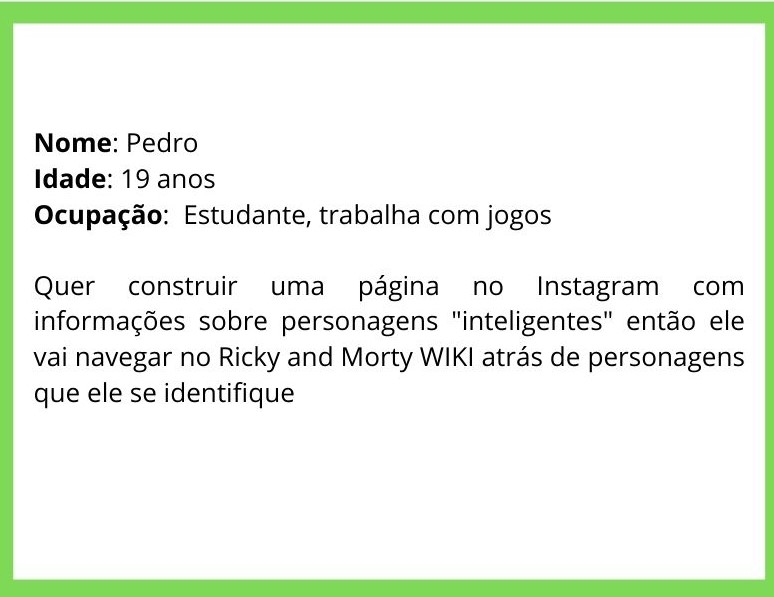 Nome: Pedro
Idade: 19 anos
Ocupação:  Estudante, trabalha com jogos
Quer construir uma página no Instagram com
informações sobre personagens "inteligentes" então ele
vai navegar no Ricky and Morty WIKI atrás de personagens
que ele se identifique